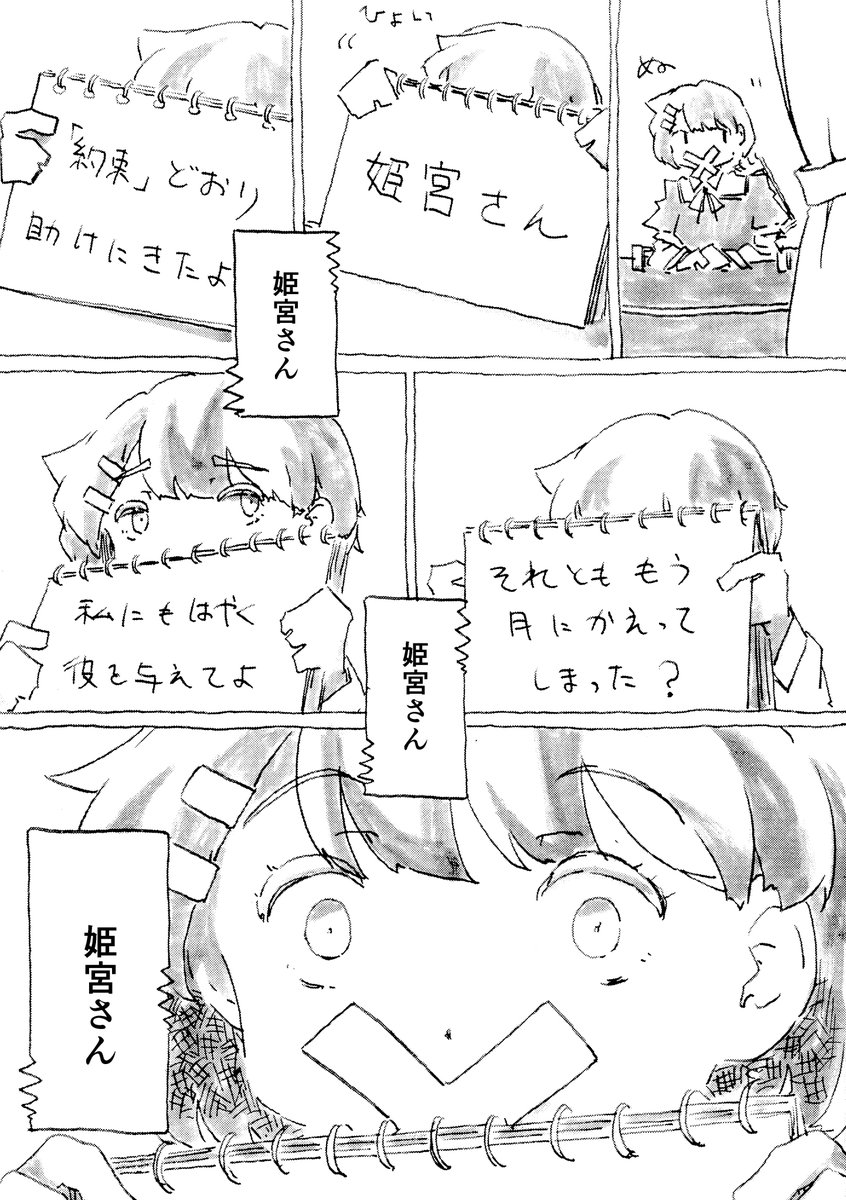 ぬっ
ひょいっ
姫宮さん
「約束」どおり
助けにきたよ
姫宮さん
それとももう
月にかえって
しまった?
姫宮さん
私にもはやく
役を与えてよ
姫宮さん